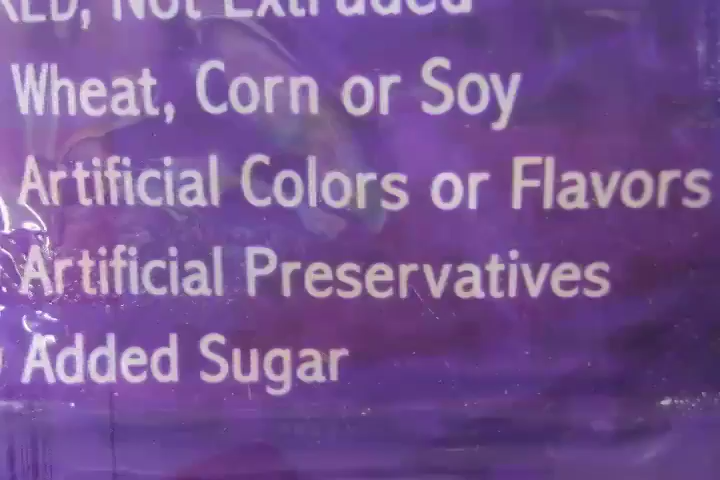 Not Extruded
Wheat, Corn or Soy
Artificial Colors or Flavors
Artificial Preservatives
Added Sugar